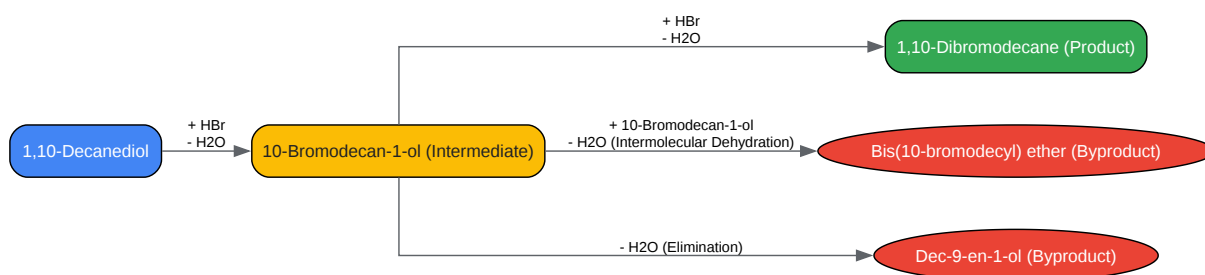 + HBr
- H2O
1,10-Dibromodecane (Product)
1,10-Decanediol
+ HBr
- H2O
10-Bromodecan-1-ol (Intermediate)
+ 10-Bromodecan-1-ol
- H2O (Intermolecular Dehydration)
Bis(10-bromodecyl) ether (Byproduct)
- H2O (Elimination)
Dec-9-en-1-ol (Byproduct)